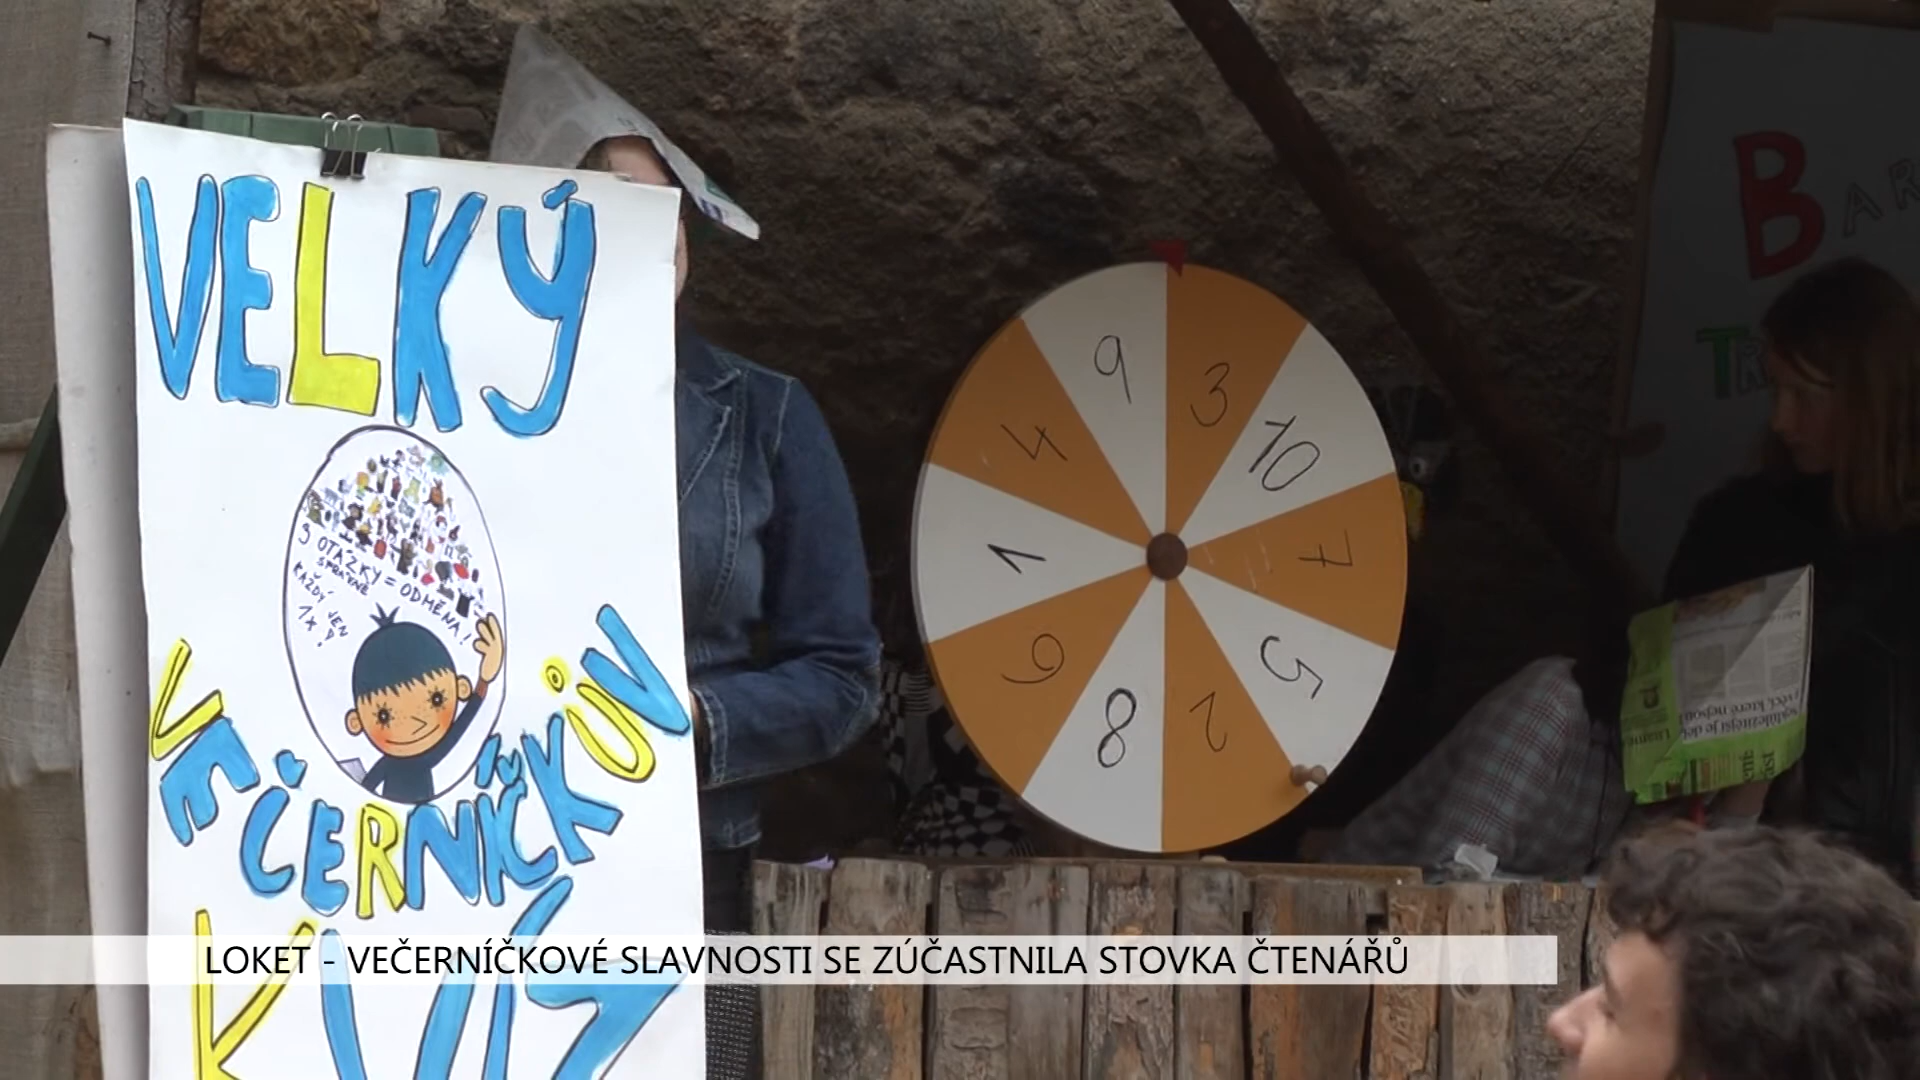 VELKÝ
3 OTÁZKY =
SPRÁVNĚ
ODMĚNA!
KAŽDÝ JEN
1x.
VEČERNÍČKŮV
KVÍZ
9
3
4
10
1
7
6
5
8
2
B A R
T R
LOKET - VEČERNÍČKOVÉ SLAVNOSTI SE ZÚČASTNILA STOVKA ČTENÁŘŮ